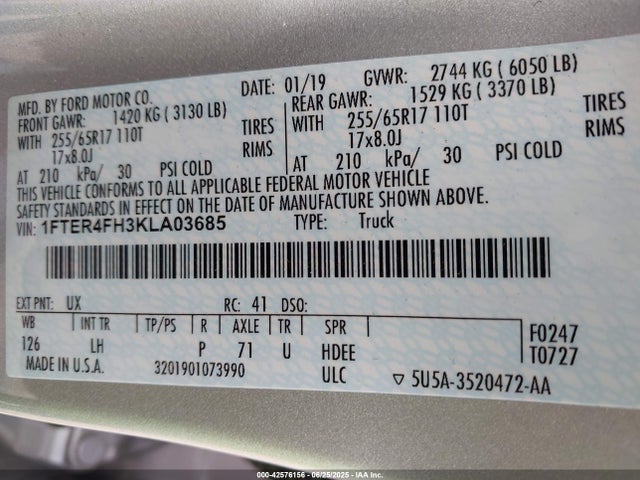 MFD. BY FORD MOTOR CO. DATE: 01/19 GVWR: 2744 KG ( 6050 LB)
FRONT GAWR: 1420 KG ( 3130 LB) REAR GAWR: 1529 KG ( 3370 LB)
WITH 255/65R17 110T TIRES WITH 255/65R17 110T TIRES
17x8.0J RIMS 17x8.0J RIMS
AT 210 kPa/ 30 PSI COLD AT 210 kPa/ 30 PSI COLD
THIS VEHICLE CONFORMS TO ALL APPLICABLE FEDERAL MOTOR VEHICLE
SAFETY STANDARDS IN EFFECT ON THE DATE OF MANUFACTURE SHOWN ABOVE.
VIN: 1FTER4FH3KLA03685 TYPE: Truck
EXT PNT: UX RC: 41 DSO:
WB INT TR TP/PS R AXLE TR SPR F0247
126 LH P 71 U HDEE T0727
MADE IN U.S.A. 3201901073990 ULC ▽ 5U5A-3520472-AA
000-42576156 - 06/25/2025 - IAA Inc.